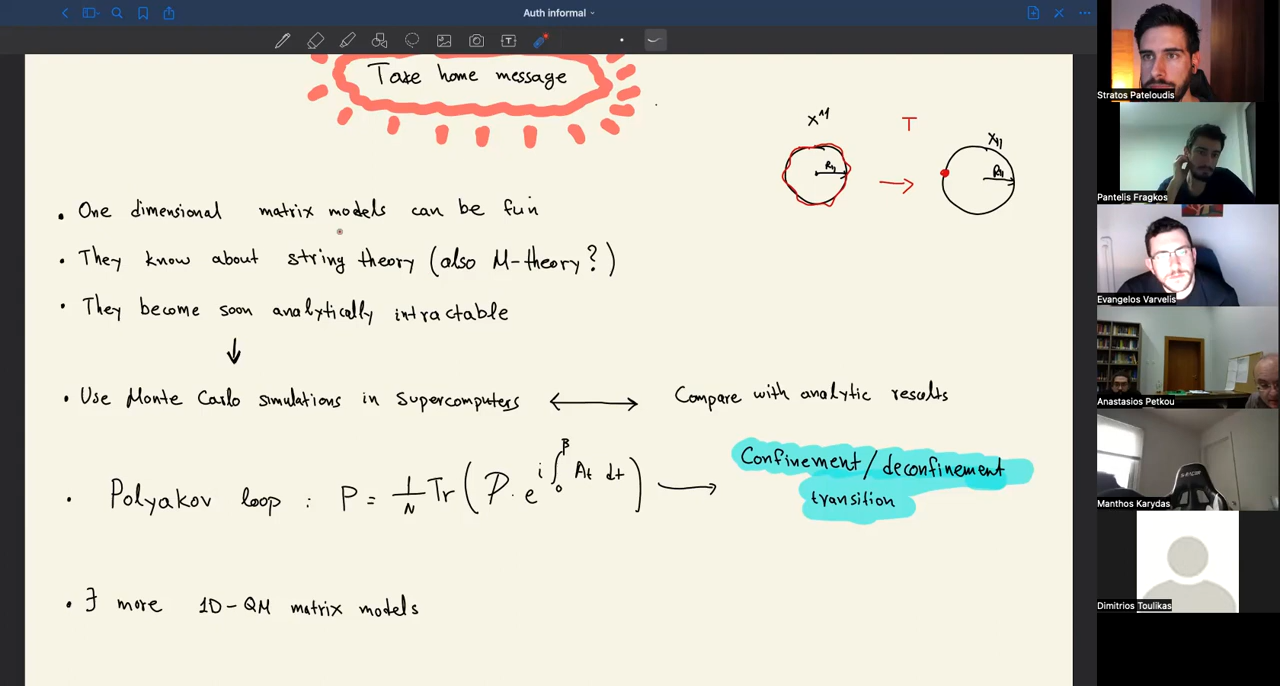 Auth informal
Take home message
X^M
T
X_11
R_11
R_11
. One dimensional matrix models can be fun
. They know about string theory (also M-theory?)
. They become soon analytically intractable
↓
. Use Monte Carlo simulations in Supercomputers ⟷ Compare with analytic results
. Polyakov loop : P = 1/N Tr( P. e^{i ∫_0^β A_t dt} ) → Confinement/deconfinement
transition
. ∃ more 1D-QM matrix models
Stratos Pateloudis
Pantelis Fragkos
Evangelos Varvelis
Anastasios Petkou
Manthos Karydas
Dimitrios Toulikas